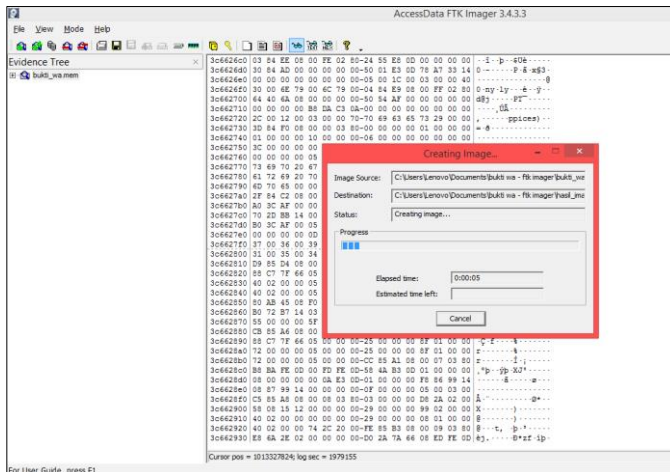 AccessData FTK Imager 3.4.3.3
File View Mode Help
Evidence Tree
bukti_wa.mem
3c6626c0 03 84 EE 08 00 FE 02 80-24 55 E8 0D 00 00 00 00
3c6626d0 30 84 AD 00 00 00 00 00-50 01 E3 0D 78 A7 33 14
3c6626e0 00 00 00 00 00 00 00 00-05 00 1C 00 03 00 00 40
3c6626f0 30 00 6E 79 00 6C 79 00-04 84 E9 08 00 FF 02 80
3c662700 64 40 6A 08 00 00 00 00-50 54 AF 00 00 00 00 00
3c662710 00 00 00 00 B8 DA C3 0A-00 00 00 00 00 00 00 00
3c662720 2C 00 12 00 03 00 00 00-70 70 69 63 65 73 29 00
3c662730 3D 84 F0 08 00 00 03 80-00 00 00 00 01 00 00 00
3c662740 01 00 00 00 10 00 00 00-06 00 00 00 00 00 00 00
3c662750 3C 00 00 00 00
3c662760 00 00 00 00 05
3c662770 73 69 70 20 67
3c662780 61 72 69 20 70
3c662790 6D 70 65 00 00
3c6627a0 2F 84 C2 08 00
3c6627b0 A0 3C AF 00 00
3c6627c0 70 2D BB 14 00
3c6627d0 B0 3C AF 00 05
3c6627e0 00 00 00 00 0D
3c6627f0 37 00 36 00 39
3c662800 31 00 35 00 34
3c662810 D9 85 D4 08 00
3c662820 88 C7 7F 66 05
3c662830 40 02 00 00 05
3c662840 40 02 00 00 05
3c662850 80 AB 45 08 F0
3c662860 B0 72 B7 14 03
3c662870 55 00 00 00 5F
3c662880 CB 85 A6 08 00
3c662890 88 C7 7F 66 05 00 00 00-25 00 00 00 8F 01 00 00
3c6628a0 72 00 00 00 05 00 00 00-25 00 00 00 8F 01 00 00
3c6628b0 72 00 00 00 05 00 00 00-CC 85 A1 08 00 07 03 80
3c6628c0 B8 BA FE 0D 00 FD FE 0D-58 4A B3 0D 01 00 00 00
3c6628d0 08 00 00 00 00 0A E3 0D-01 00 00 00 F8 86 99 14
3c6628e0 08 87 99 14 00 00 00 00-0F 00 00 00 05 00 03 00
3c6628f0 C5 85 A8 08 00 08 03 80-03 00 00 00 D8 2A 02 00
3c662900 58 08 15 12 00 00 00 00-29 00 00 00 99 02 00 00
3c662910 40 02 00 00 00 00 00 00-29 00 00 00 08 01 00 00
3c662920 40 02 00 00 74 2C 20 00-FE 85 B3 08 00 09 03 80
3c662930 E8 6A 2E 02 00 00 00 00-D0 2A 7A 66 08 ED FE 0D
Creating Image...
Image Source: C:\Users\Lenovo\Documents\bukti wa - ftk imager\bukti_wa
Destination: C:\Users\Lenovo\Documents\bukti wa - ftk imager\hasil_ima
Status: Creating image...
Progress
Elapsed time: 0:00:05
Estimated time left:
Cancel
Cursor pos = 1013327824; log sec = 1979155
For User Guide, press F1